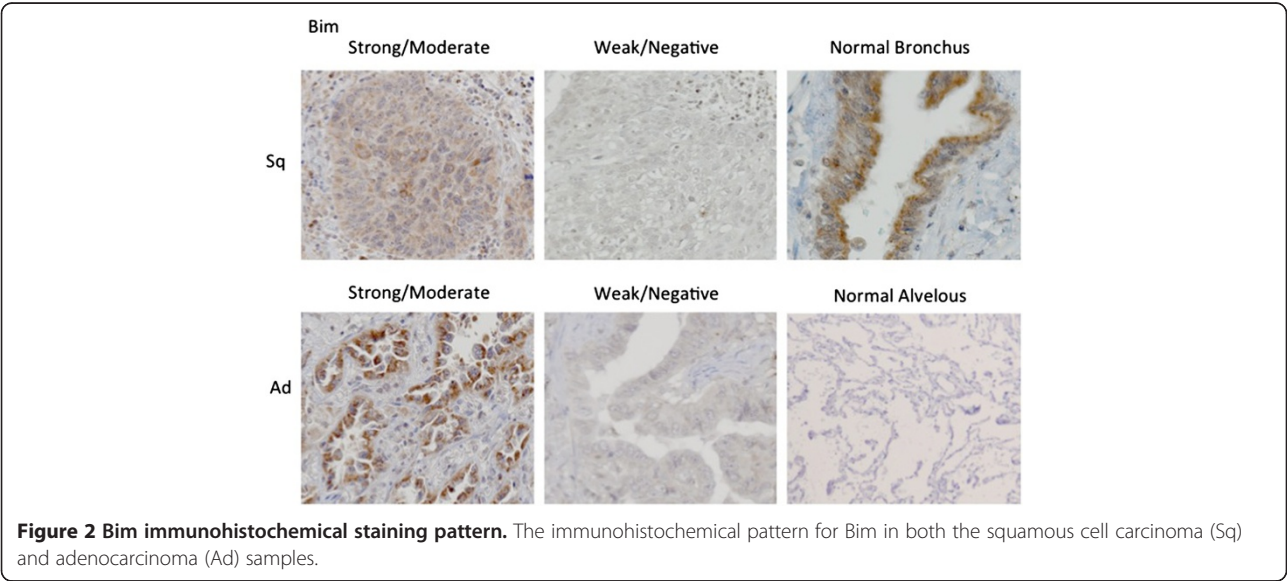 Bim
Strong/Moderate Weak/Negative Normal Bronchus
Sq
Strong/Moderate Weak/Negative Normal Alvelous
Ad
Figure 2 Bim immunohistochemical staining pattern. The immunohistochemical pattern for Bim in both the squamous cell carcinoma (Sq)
and adenocarcinoma (Ad) samples.